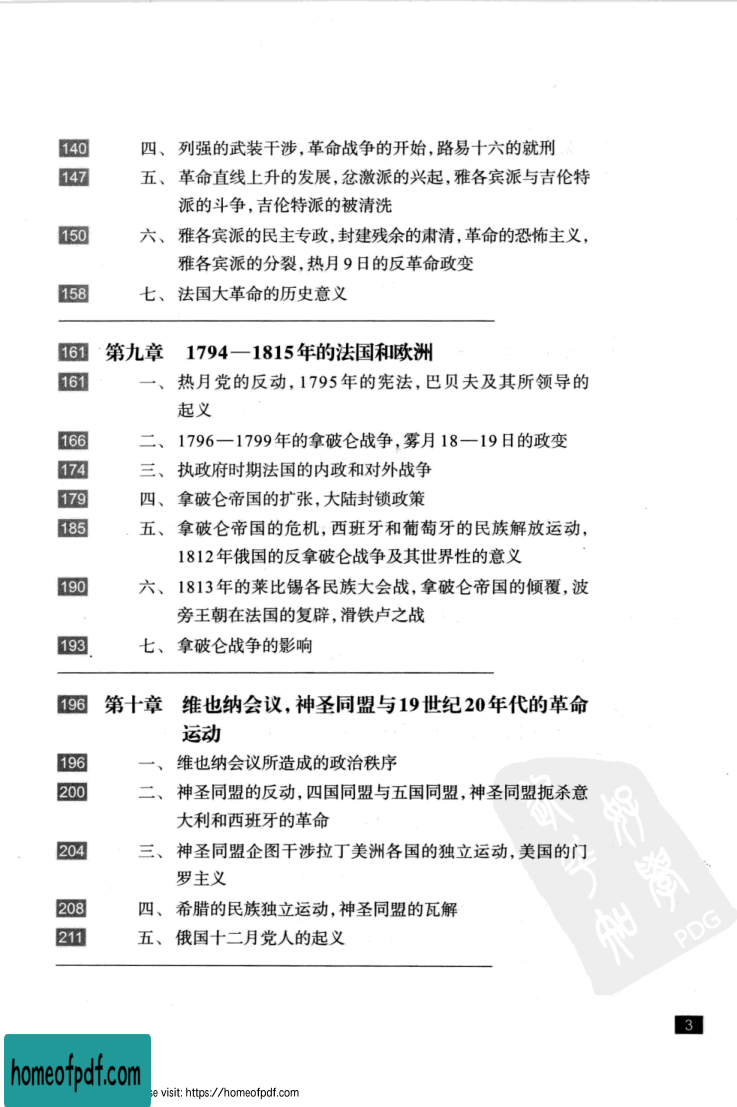 140 四、列强的武装干涉,革命战争的开始,路易十六的就刑
147 五、革命直线上升的发展,忿激派的兴起,雅各宾派与吉伦特
派的斗争,吉伦特派的被清洗
150 六、雅各宾派的民主专政,封建残余的肃清,革命的恐怖主义,
雅各宾派的分裂,热月9日的反革命政变
158 七、法国大革命的历史意义
161 第九章 1794—1815年的法国和欧洲
161 一、热月党的反动,1795年的宪法,巴贝夫及其所领导的
起义
166 二、1796—1799年的拿破仑战争,雾月18—19日的政变
174 三、执政府时期法国的内政和对外战争
179 四、拿破仑帝国的扩张,大陆封锁政策
185 五、拿破仑帝国的危机,西班牙和葡萄牙的民族解放运动,
1812年俄国的反拿破仑战争及其世界性的意义
190 六、1813年的莱比锡各民族大会战,拿破仑帝国的倾覆,波
旁王朝在法国的复辟,滑铁卢之战
193 七、拿破仑战争的影响
196 第十章 维也纳会议,神圣同盟与19世纪20年代的革命
运动
196 一、维也纳会议所造成的政治秩序
200 二、神圣同盟的反动,四国同盟与五国同盟,神圣同盟扼杀意
大利和西班牙的革命
204 三、神圣同盟企图干涉拉丁美洲各国的独立运动,美国的门
罗主义
208 四、希腊的民族独立运动,神圣同盟的瓦解
211 五、俄国十二月党人的起义
PDG
3
homeofpdf.com
se visit: https://homeofpdf.com